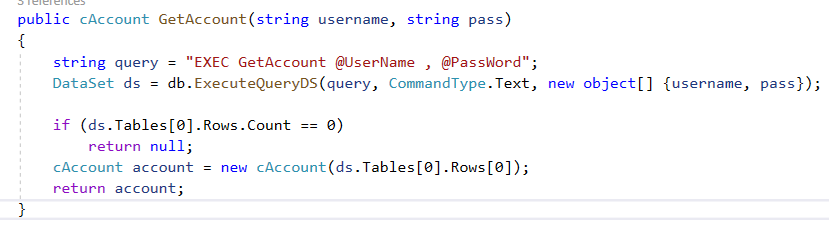 3 references
public cAccount GetAccount(string username, string pass)
{
    string query = "EXEC GetAccount @UserName , @PassWord";
    DataSet ds = db.ExecuteQueryDS(query, CommandType.Text, new object[] {username, pass});

    if (ds.Tables[0].Rows.Count == 0)
        return null;
    cAccount account = new cAccount(ds.Tables[0].Rows[0]);
    return account;
}